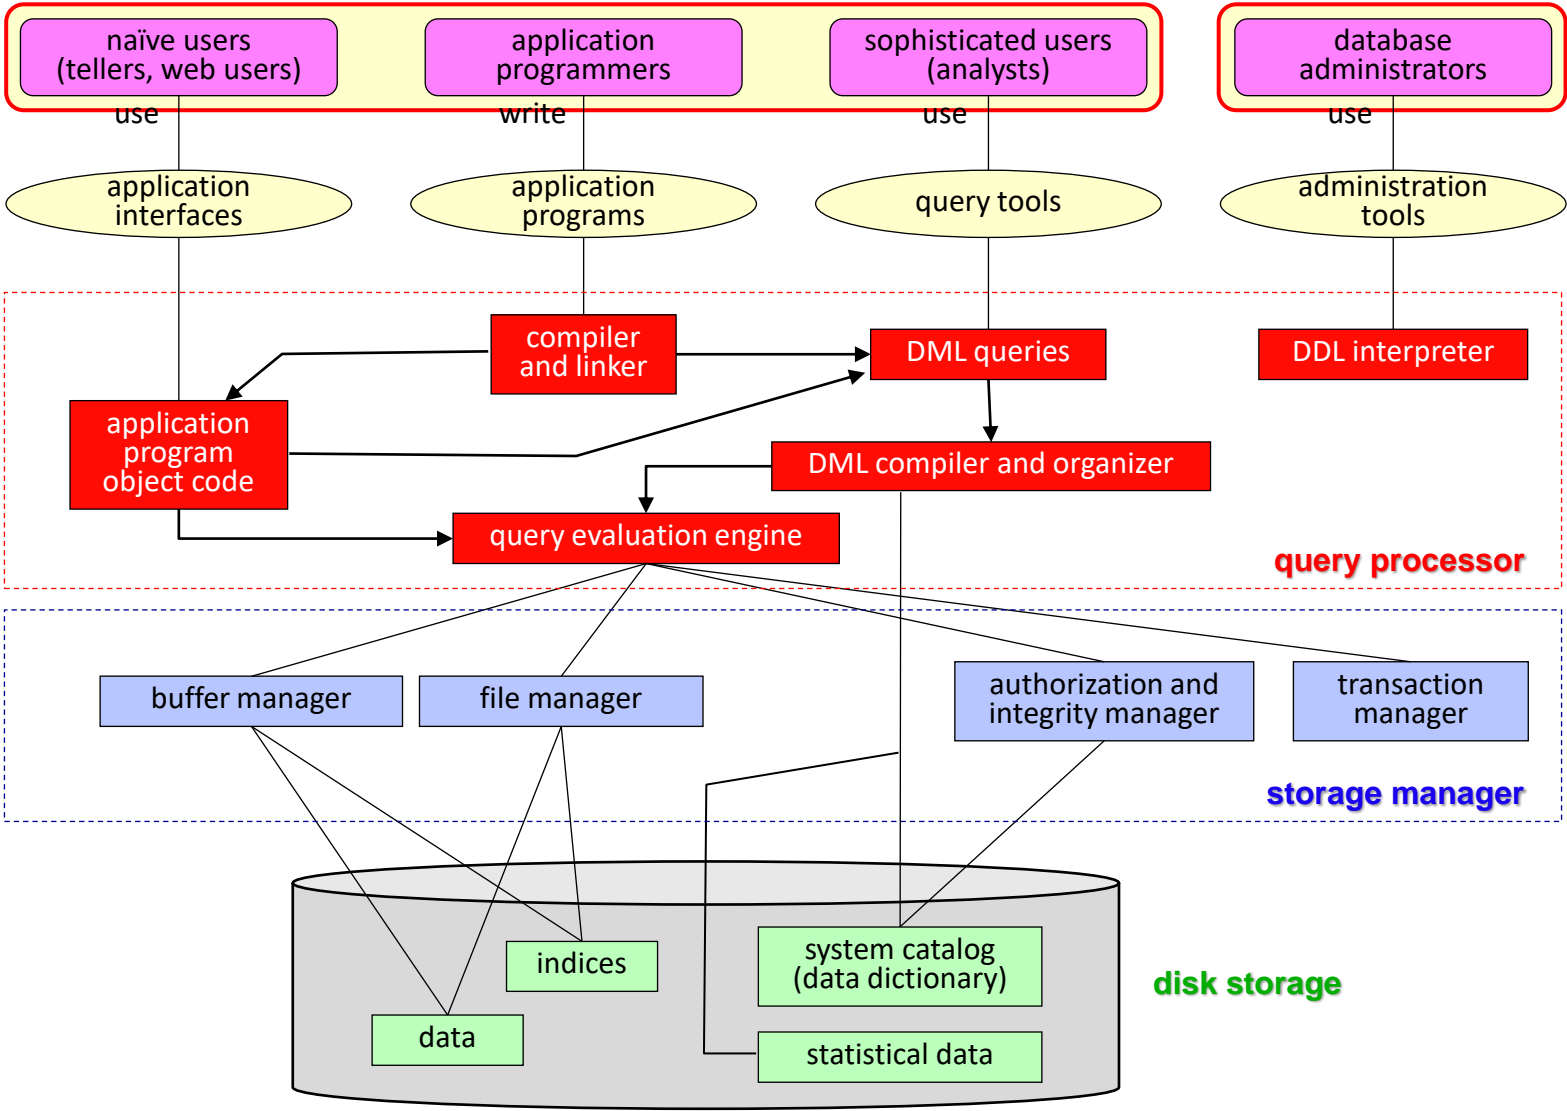 naïve users
(tellers, web users)
application
programmers
sophisticated users
(analysts)
database
administrators
use
write
use
use
application
interfaces
application
programs
query tools
administration
tools
compiler
and linker
DML queries
DDL interpreter
application
program
object code
DML compiler and organizer
query evaluation engine
query processor
buffer manager
file manager
authorization and
integrity manager
transaction
manager
storage manager
indices
system catalog
(data dictionary)
disk storage
data
statistical data